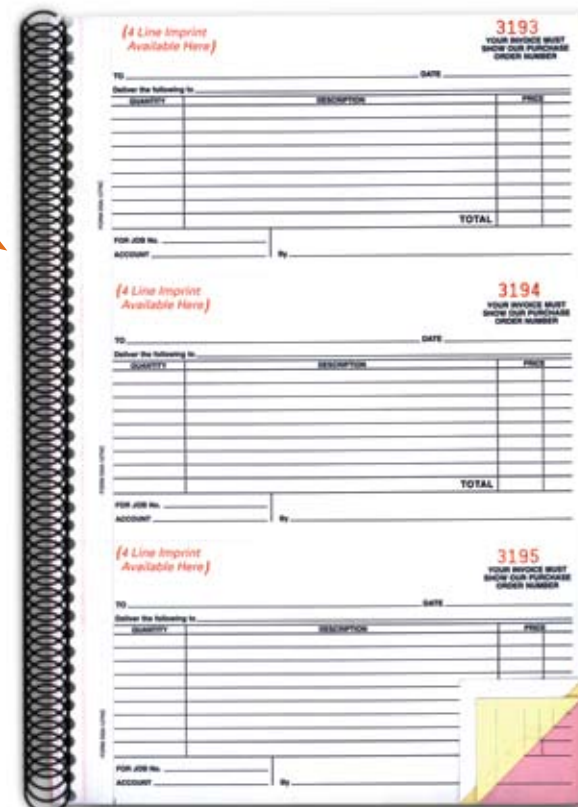 (4 Line Imprint
Available Here)
3193
YOUR INVOICE MUST
SHOW OUR PURCHASE
ORDER NUMBER
TO DATE
Deliver the following to
QUANTITY DESCRIPTION PRICE
TOTAL
FOR JOB No.
ACCOUNT By
(4 Line Imprint
Available Here)
3194
YOUR INVOICE MUST
SHOW OUR PURCHASE
ORDER NUMBER
TO DATE
Deliver the following to
QUANTITY DESCRIPTION PRICE
TOTAL
FOR JOB No.
ACCOUNT By
(4 Line Imprint
Available Here)
3195
YOUR INVOICE MUST
SHOW OUR PURCHASE
ORDER NUMBER
TO DATE
Deliver the following to
QUANTITY DESCRIPTION PRICE
FOR JOB No.
ACCOUNT By